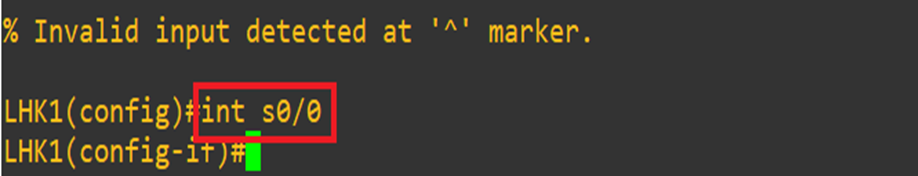 % Invalid input detected at '^' marker.
LHK1(config)#int s0/0
LHK1(config-if)#